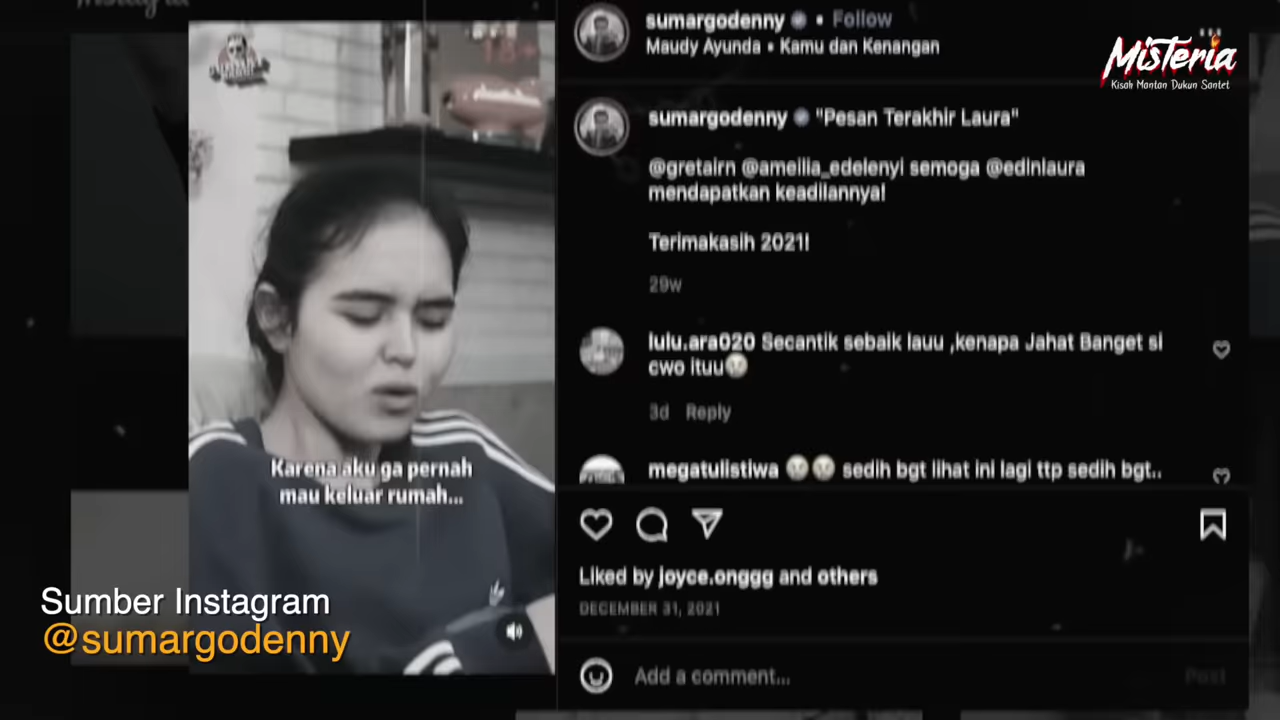 sumargodenny • Follow
Maudy Ayunda • Kamu dan Kenangan
Misteria
Kisah Mantan Dukun Santet
18+
sumargodenny "Pesan Terakhir Laura"
@gretairn @ameilia_edelenyi semoga @edlnlaura
mendapatkan keadilannya!
Terimakasih 2021!
29w
lulu.ara020 Secantik sebaik lauu ,kenapa Jahat Banget si
cwo ituu
3d Reply
megatulistiwa sedih bgt lihat ini lagi ttp sedih bgt..
Karena aku ga pernah
mau keluar rumah...
Liked by joyce.onggg and others
DECEMBER 31, 2021
Sumber Instagram
@sumargodenny
Add a comment...
Post